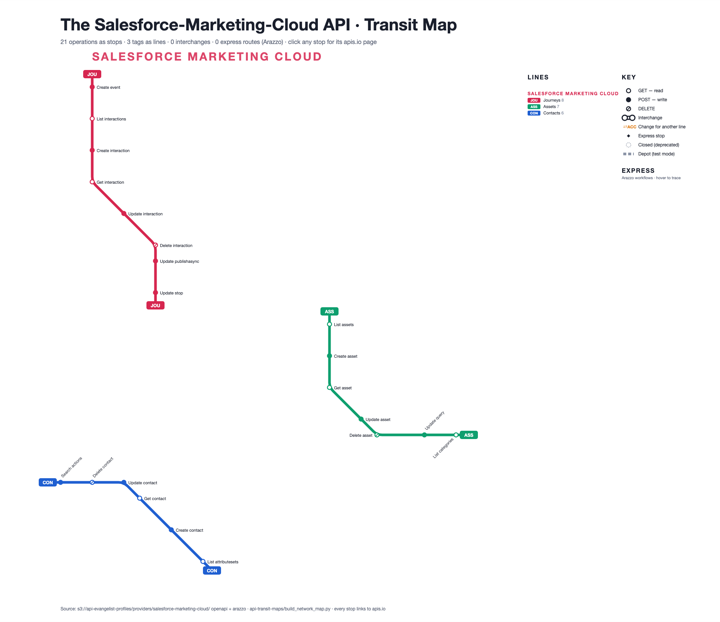 The Salesforce-Marketing-Cloud API · Transit Map
21 operations as stops · 3 tags as lines · 0 interchanges · 0 express routes (Arazzo) · click any stop for its apis.io page
SALESFORCE MARKETING CLOUD
JOU
Create event
List interactions
Create interaction
Get interaction
Update interaction
Delete interaction
Update publishasync
Update stop
JOU
ASS
List assets
Create asset
Get asset
Update asset
Delete asset
Update query
List categories
ASS
CON
Search actions
Delete contact
Update contact
Get contact
Create contact
List attributesets
CON
LINES
SALESFORCE MARKETING CLOUD
JOU Journeys 8
ASS Assets 7
CON Contacts 6
KEY
GET — read
POST — write
DELETE
Interchange
Change for another line
Express stop
Closed (deprecated)
Depot (test mode)
EXPRESS
Arazzo workflows · hover to trace
Source: s3://api-evangelist-profiles/providers/salesforce-marketing-cloud/ openapi + arazzo · api-transit-maps/build_network_map.py · every stop links to apis.io